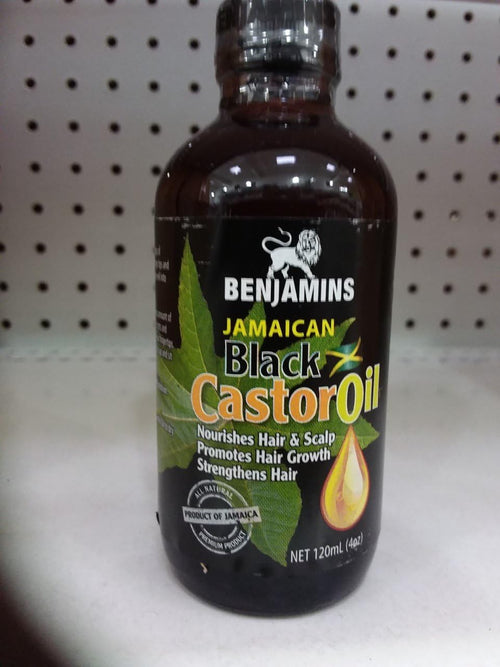 BENJAMINS
JAMAICAN
Black
CastorOil
Nourishes Hair & Scalp
Promotes Hair Growth
Strengthens Hair
ALL NATURAL
PRODUCT OF JAMAICA
PREMIUM PRODUCT
NET 120mL (4oz)